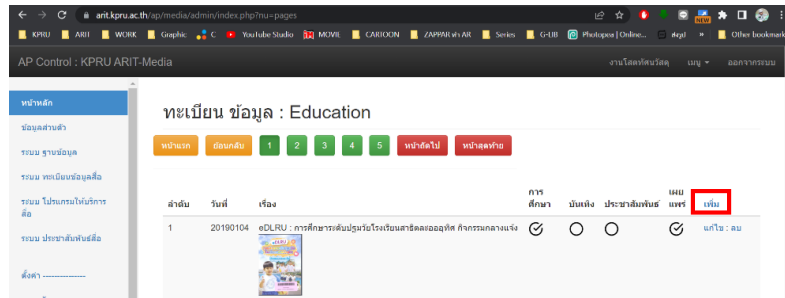 arit.kpru.ac.th/ap/media/admin/index.php?nu=pages
KPRU ARIT WORK Graphic C YouTube Studio MOVIE CARTOON ZAPPAR ทำ AR Series G-LIB Photopea | Online... สรุป » Other bookmark
AP Control : KPRU ARIT-Media งานโสตทัศนวัสดุ เมนู ออกจากระบบ
หน้าหลัก
ข้อมูลส่วนตัว
ระบบ ฐานข้อมูล
ระบบ ทะเบียนข้อมูลสื่อ
ระบบ โปรแกรมให้บริการสื่อ
ระบบ ประชาสัมพันธ์สื่อ
ตั้งค่า ---------------
ทะเบียน ข้อมูล : Education
หน้าแรก ย้อนกลับ 1 2 3 4 5 หน้าถัดไป หน้าสุดท้าย
ลำดับ วันที่ เรื่อง การศึกษา บันเทิง ประชาสัมพันธ์ เผยแพร่ เพิ่ม
1 20190104 eDLRU : การศึกษาระดับปฐมวัยโรงเรียนสาธิตละอออุทิศ กิจกรรมกลางแจ้ง แก้ไข : ลบ